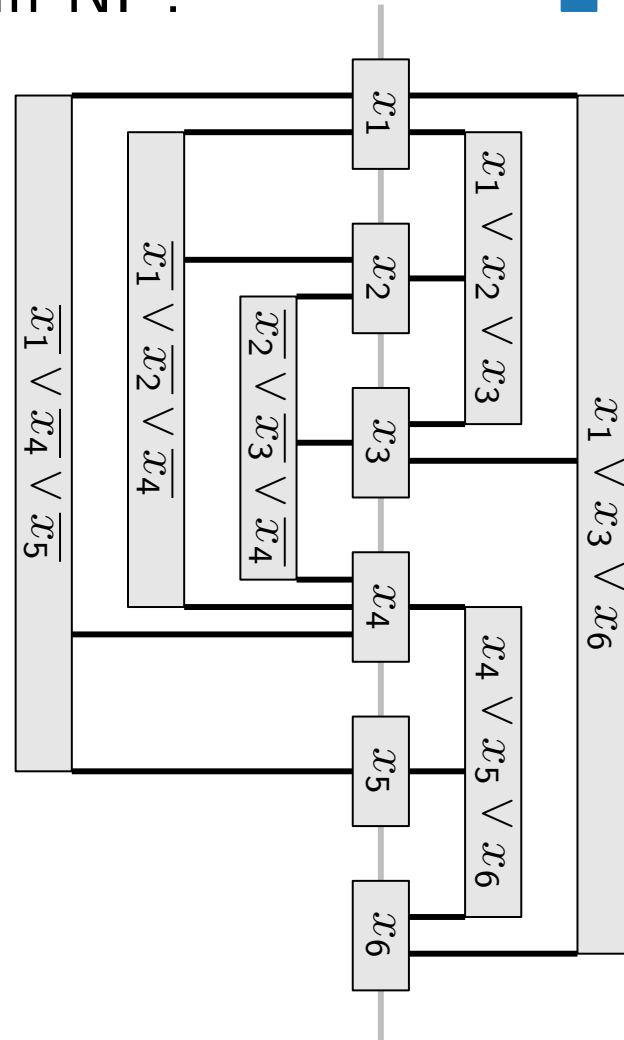 x₁ ∨ x₃ ∨ x₆
x₁ ∨ x₂ ∨ x₃
x₄ ∨ x₅ ∨ x₆
x₁
x₂
x₃
x₄
x₅
x₆
x̅₂ ∨ x̅₃ ∨ x̅₄
x̅₁ ∨ x̅₂ ∨ x̅₄
x̅₁ ∨ x̅₄ ∨ x̅₅